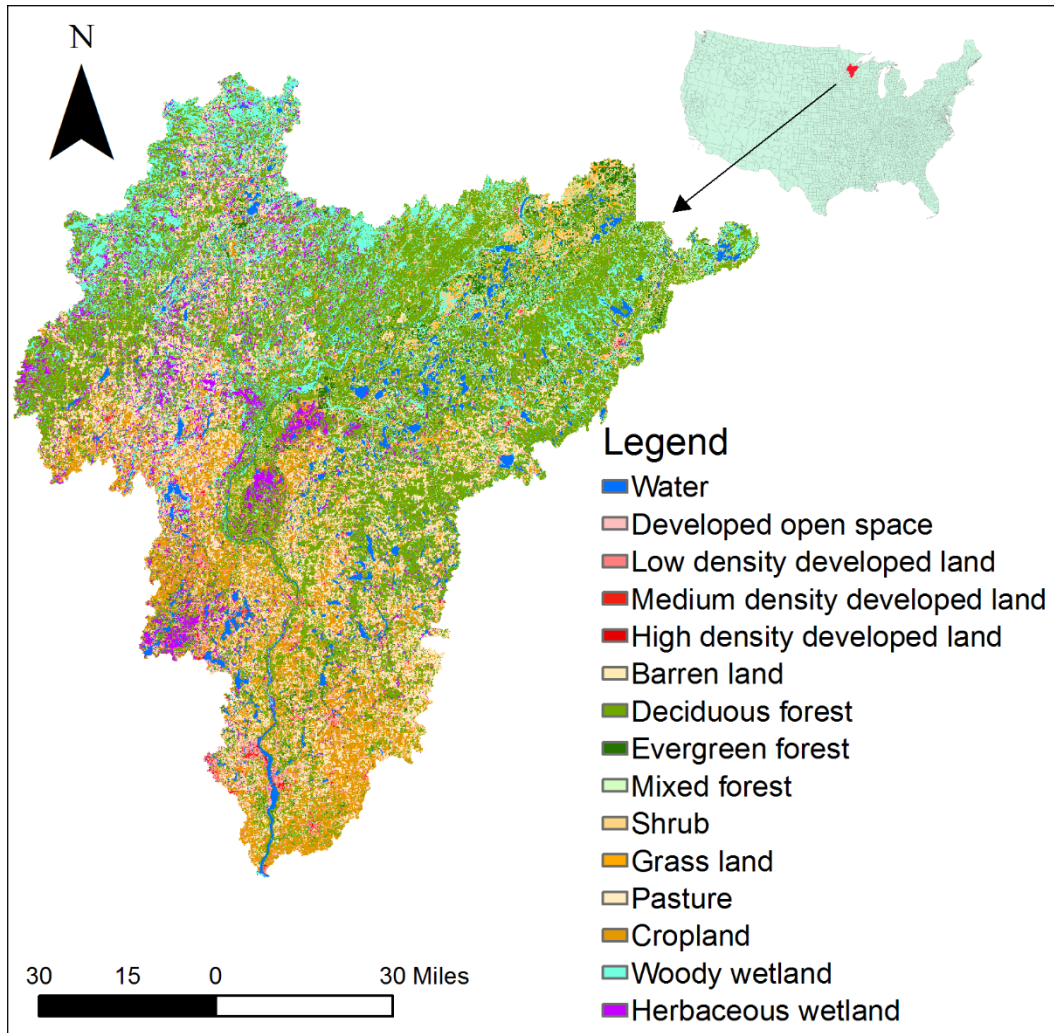 N
Legend
Water
Developed open space
Low density developed land
Medium density developed land
High density developed land
Barren land
Deciduous forest
Evergreen forest
Mixed forest
Shrub
Grass land
Pasture
Cropland
Woody wetland
Herbaceous wetland
30 15 0 30 Miles